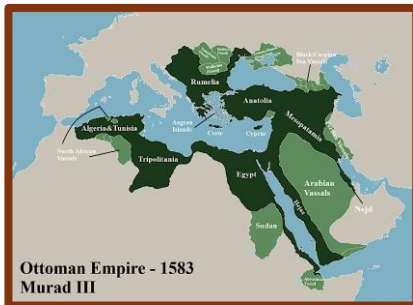 Rumelia
Black/Caspian
Sea Vassals
Anatolia
Aegean
Islands
Crete
Cyprus
Mesopotamia
Algeria&Tunisia
North African
Vassals
Tripolitania
Egypt
Hejaz
Arabian
Vassals
Nejd
Sudan
Ottoman Empire - 1583
Murad III